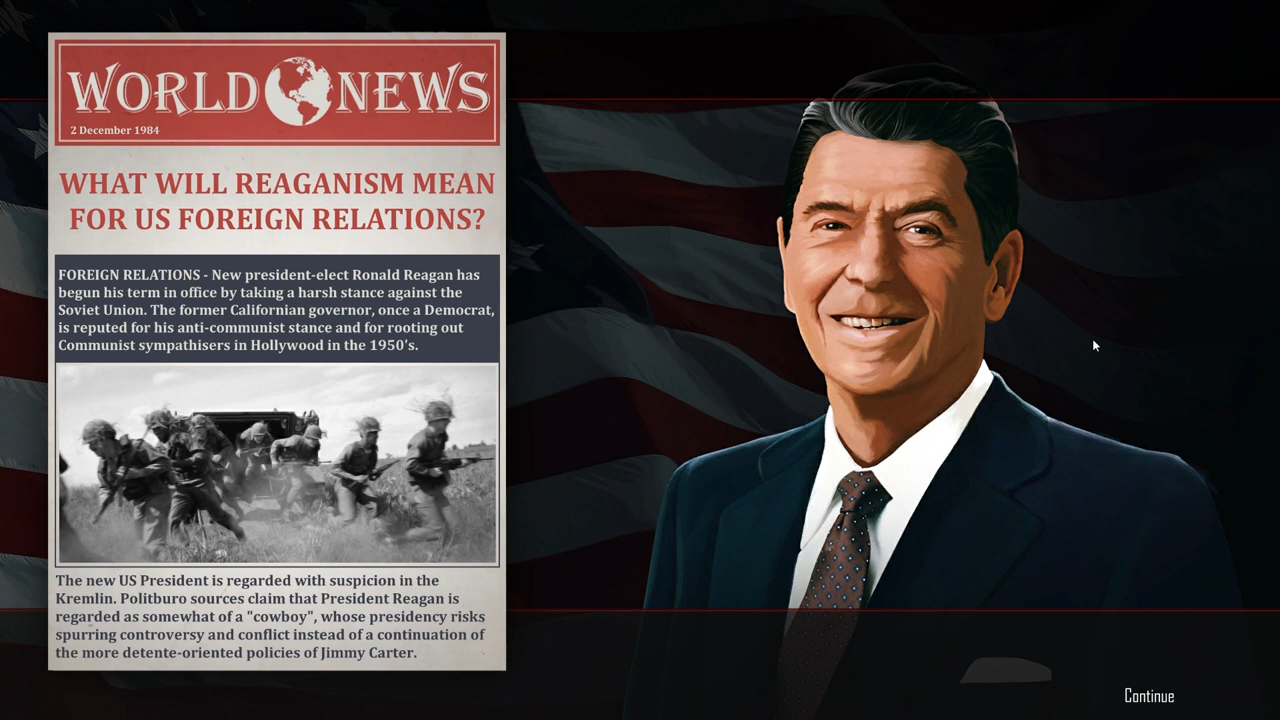 WORLD NEWS
2 December 1984
WHAT WILL REAGANISM MEAN
FOR US FOREIGN RELATIONS?
FOREIGN RELATIONS - New president-elect Ronald Reagan has
begun his term in office by taking a harsh stance against the
Soviet Union. The former Californian governor, once a Democrat,
is reputed for his anti-communist stance and for rooting out
Communist sympathisers in Hollywood in the 1950's.
The new US President is regarded with suspicion in the
Kremlin. Politburo sources claim that President Reagan is
regarded as somewhat of a "cowboy", whose presidency risks
spurring controversy and conflict instead of a continuation of
the more detente-oriented policies of Jimmy Carter.
Continue